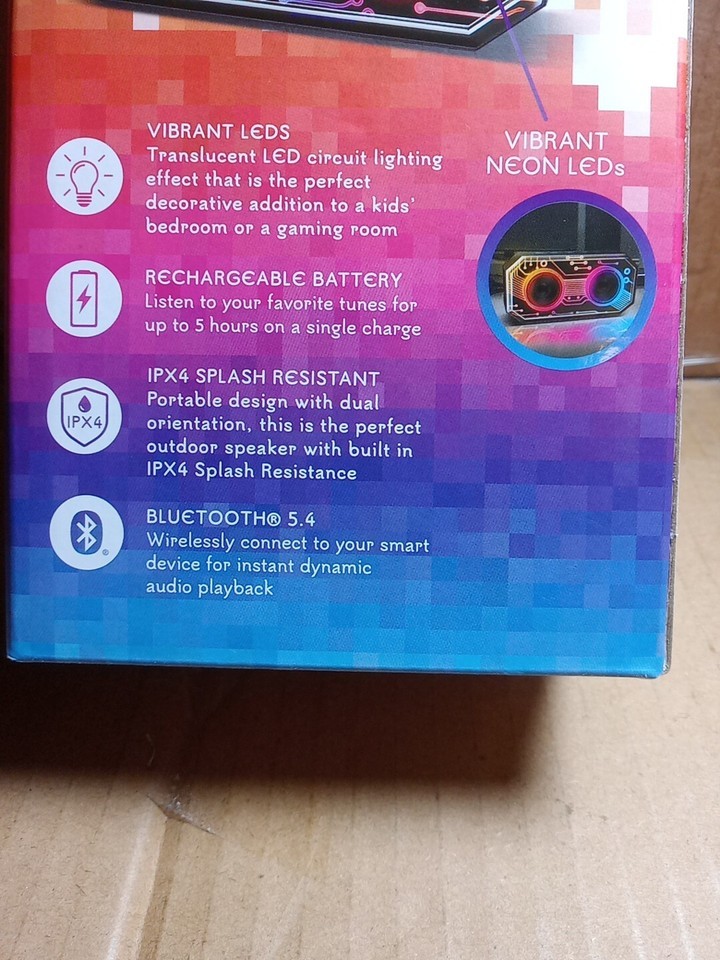 VIBRANT LEDS
Translucent LED circuit lighting
effect that is the perfect
decorative addition to a kids'
bedroom or a gaming room
VIBRANT
NEON LEDs
RECHARGEABLE BATTERY
Listen to your favorite tunes for
up to 5 hours on a single charge
IPX4 SPLASH RESISTANT
Portable design with dual
orientation, this is the perfect
outdoor speaker with built in
IPX4 Splash Resistance
IPX4
BLUETOOTH® 5.4
Wirelessly connect to your smart
device for instant dynamic
audio playback